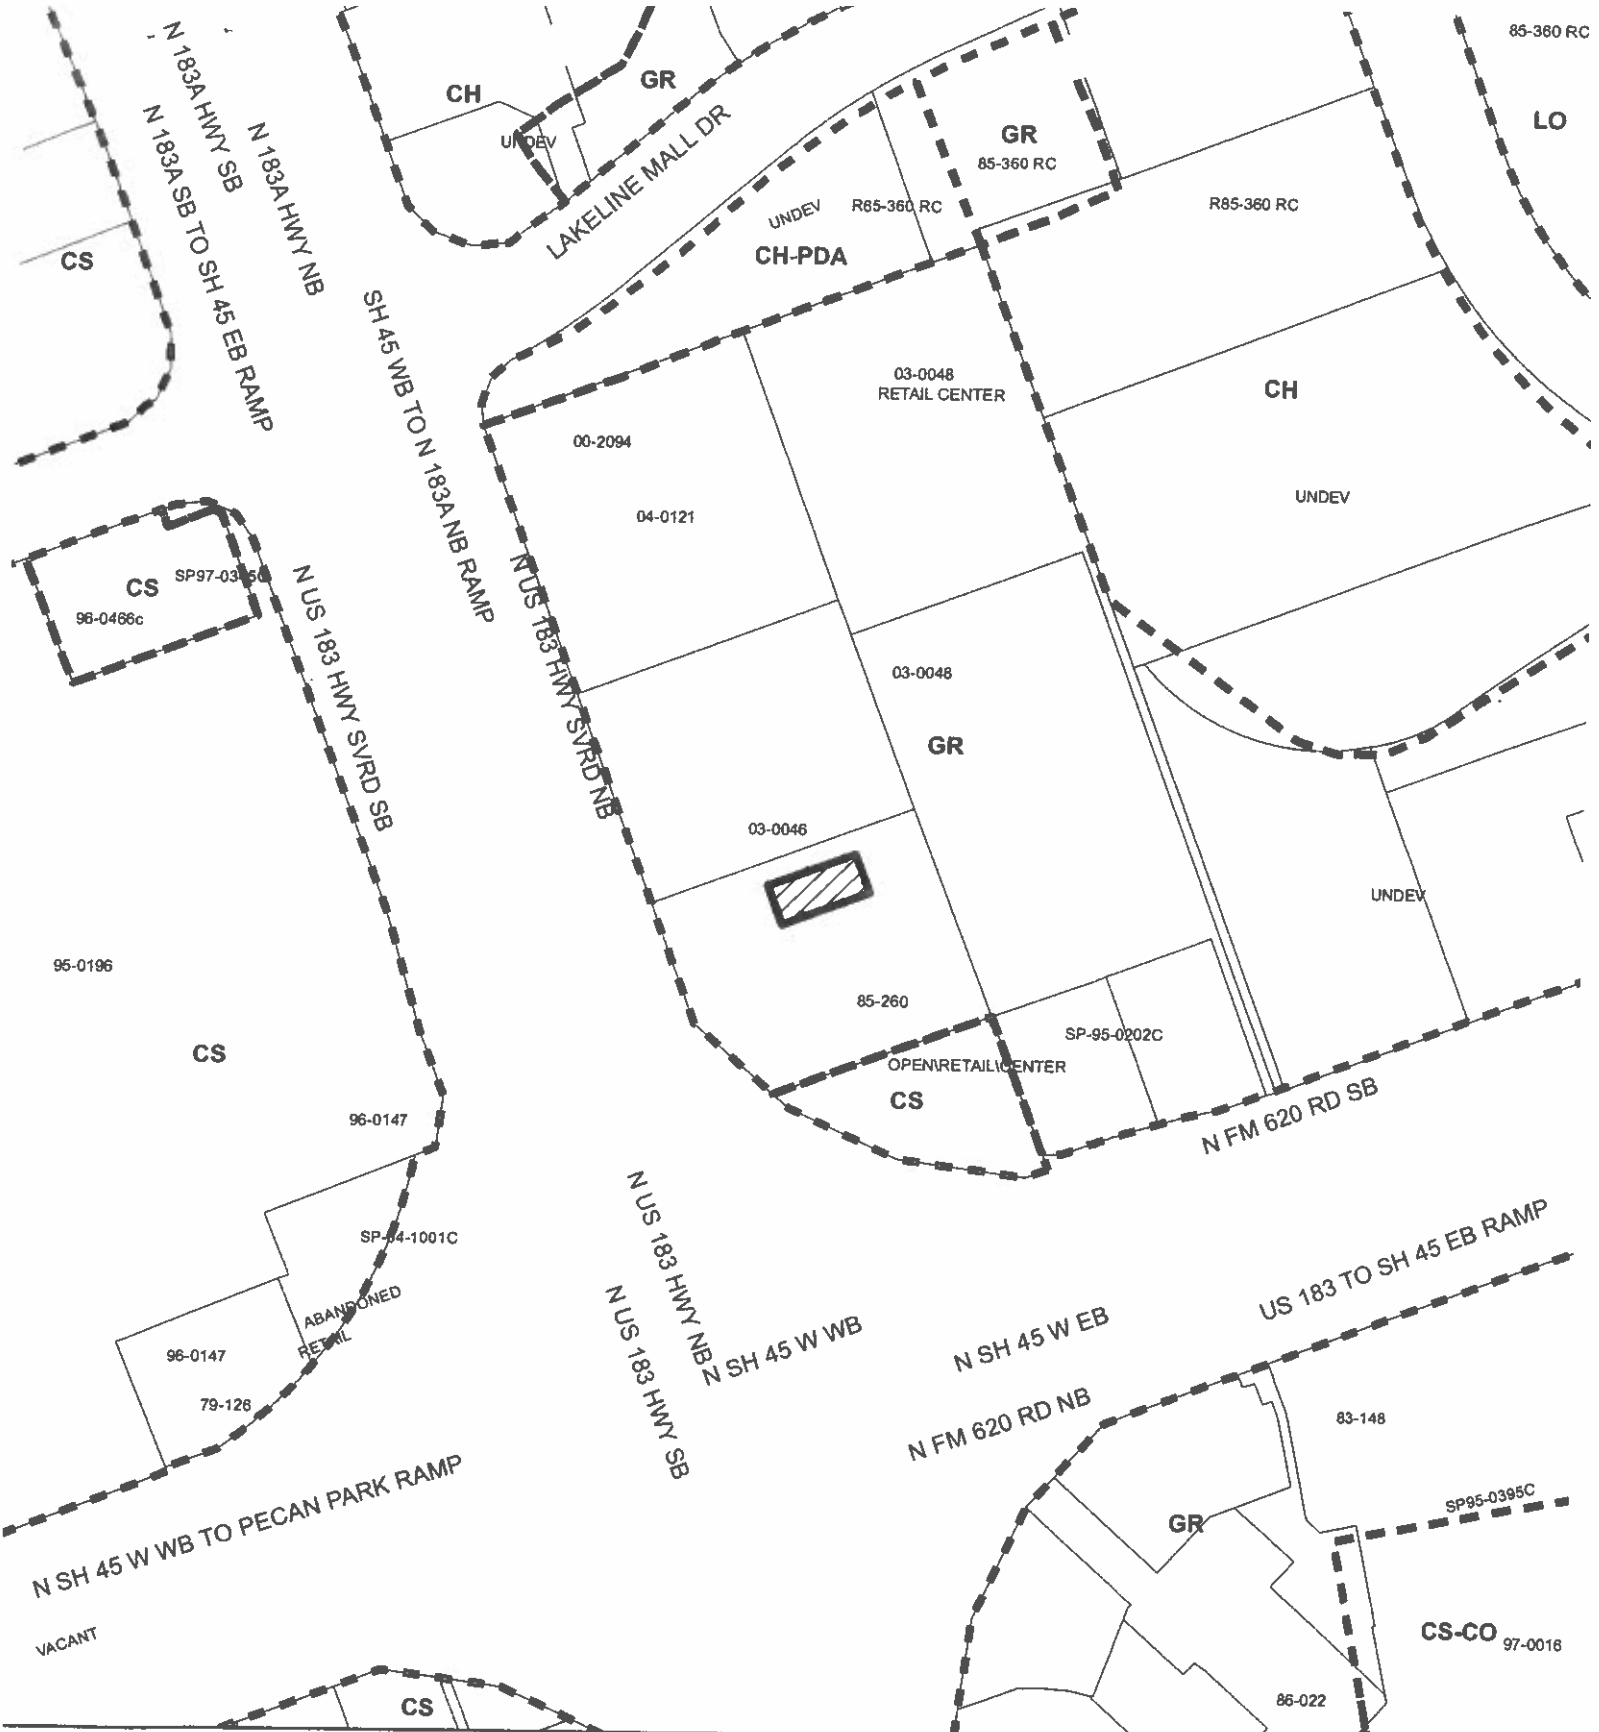 85-360 RC
N 183A HWY SB
CH
GR
N 183A SB TO SH 45 EB RAMP
N 183A HWY NB
LO
UNDEV
LAKELINE MALL DR
GR
85-360 RC
CS
UNDEV
R65-360 RC
R85-360 RC
CH-PDA
SH 45 WB TO N 183A NB RAMP
03-0048
RETAIL CENTER
CH
00-2094
04-0121
UNDEV
CS
96-0466c
N US 183 HWY SVRD SB
N US 183 HWY SVRD NB
03-0048
GR
03-0046
UNDEV
95-0196
85-260
SP-95-0202C
CS
OPEN\RETAIL\CENTER
CS
96-0147
N FM 620 RD SB
N US 183 HWY NB
SP-94-1001C
US 183 TO SH 45 EB RAMP
ABANDONED
RETAIL
N US 183 HWY SB
N SH 45 W WB
N SH 45 W EB
96-0147
79-126
N FM 620 RD NB
83-148
N SH 45 W WB TO PECAN PARK RAMP
SP95-0395C
GR
VACANT
CS-CO
97-0016
CS
86-022